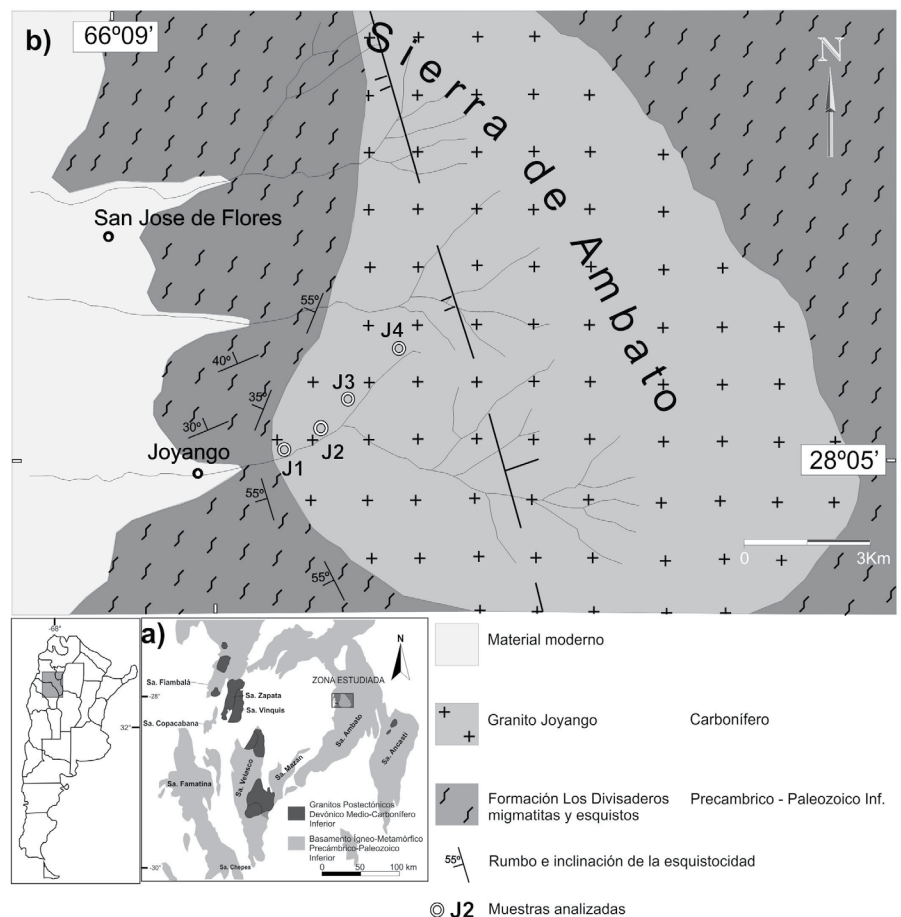 b)
66º09’
N
Sierra de Ambato
San Jose de Flores
55º
J4
40º
J3
35º
30º
J2
Joyango
J1
28º05’
55º
0 3Km
55º
-68º
32º
a)
N
ZONA ESTUDIADA
Sa. Fiambalá
-28º
Sa. Zapata
Sa. Vinquis
Sa. Copacabana
Sa. Ambato
Sa. Ancasti
Sa. Velasco
Sa. Mazán
Sa. Famatina
Granitos Postectónicos
Devónico Medio-Carbonífero
Inferior
Basamento Ígneo-Metamórfico
Precámbrico-Paleozoico
Inferior
Sa. Chepes
-30º
0 50 100 km
Material moderno
Granito Joyango Carbonífero
Formación Los Divisaderos
migmatitas y esquistos
Precambrico - Paleozoico Inf.
55º Rumbo e inclinación de la esquistocidad
J2 Muestras analizadas